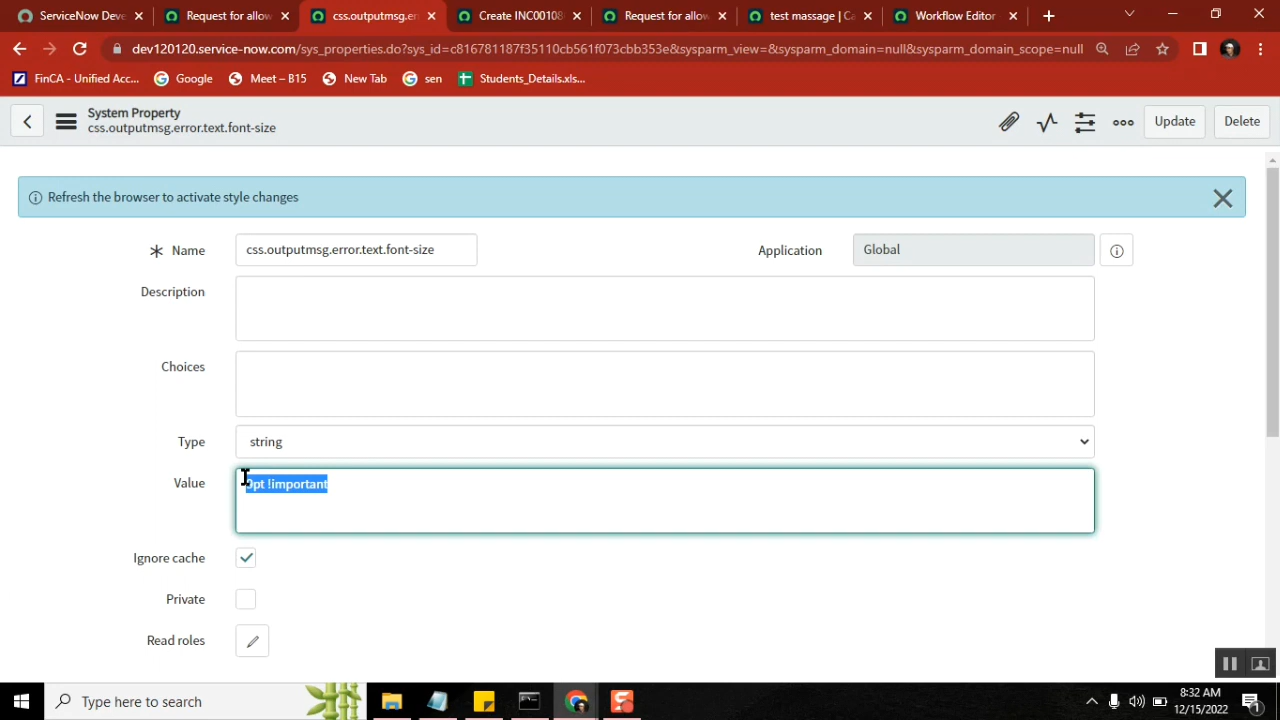 ServiceNow Deve
Request for allow
css.outputmsg.er
Create INC00108
Request for allow
test massage | Ca
Workflow Editor
dev120120.service-now.com/sys_properties.do?sys_id=c816781187f35110cb561f073cbb353e&sysparm_view=&sysparm_domain=null&sysparm_domain_scope=null
FinCA - Unified Acc...
Google
Meet – B15
New Tab
sen
Students_Details.xls...
System Property
css.outputmsg.error.text.font-size
Update
Delete
Refresh the browser to activate style changes
Name
css.outputmsg.error.text.font-size
Application
Global
Description
Choices
Type
string
Value
!important
Ignore cache
Private
Read roles
Type here to search
8:32 AM
12/15/2022
1